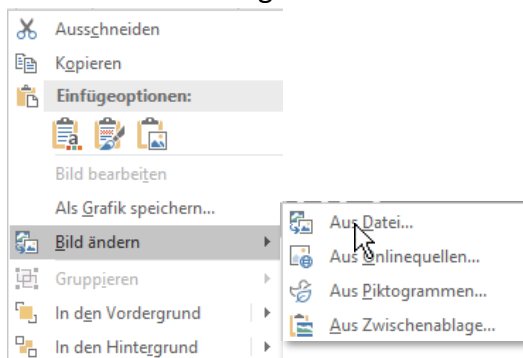 Ausschneiden
Kopieren
Einfügeoptionen:
Bild bearbeiten
Als Grafik speichern...
Bild ändern
Aus Datei...
Aus Onlinequellen...
Aus Piktogrammen...
Aus Zwischenablage...
Gruppieren
In den Vordergrund
In den Hintergrund